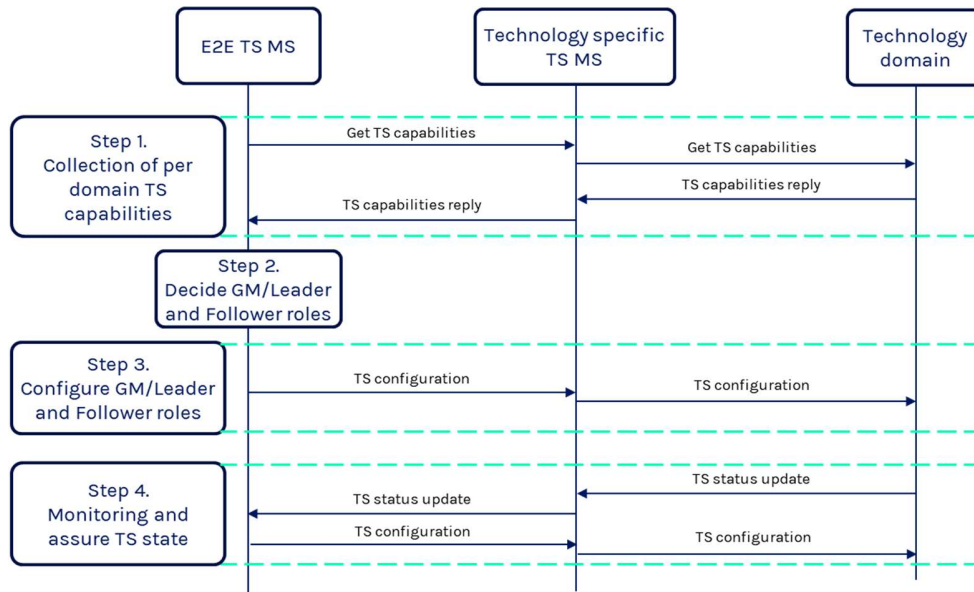 E2E TS MS
Technology specific
TS MS
Technology
domain
Step 1.
Collection of per
domain TS
capabilities
Get TS capabilities
Get TS capabilities
TS capabilities reply
TS capabilities reply
Step 2.
Decide GM/Leader
and Follower roles
Step 3.
Configure GM/Leader
and Follower roles
TS configuration
TS configuration
Step 4.
Monitoring and
assure TS state
TS status update
TS status update
TS configuration
TS configuration